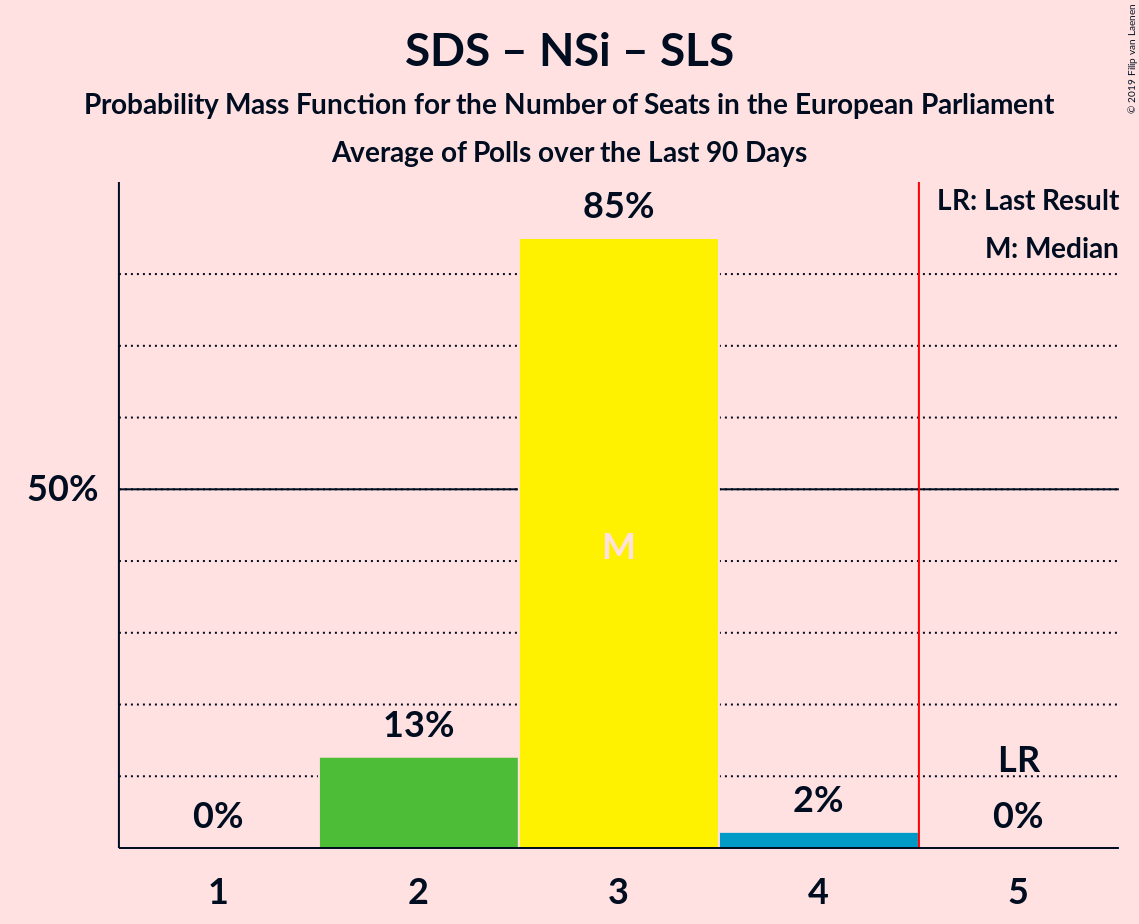 SDS – NSi – SLS
Probability Mass Function for the Number of Seats in the European Parliament
Average of Polls over the Last 90 Days
© 2019 Filip van Laenen
LR: Last Result
M: Median
85%
50%
M
13%
LR
0%
2%
0%
1 2 3 4 5